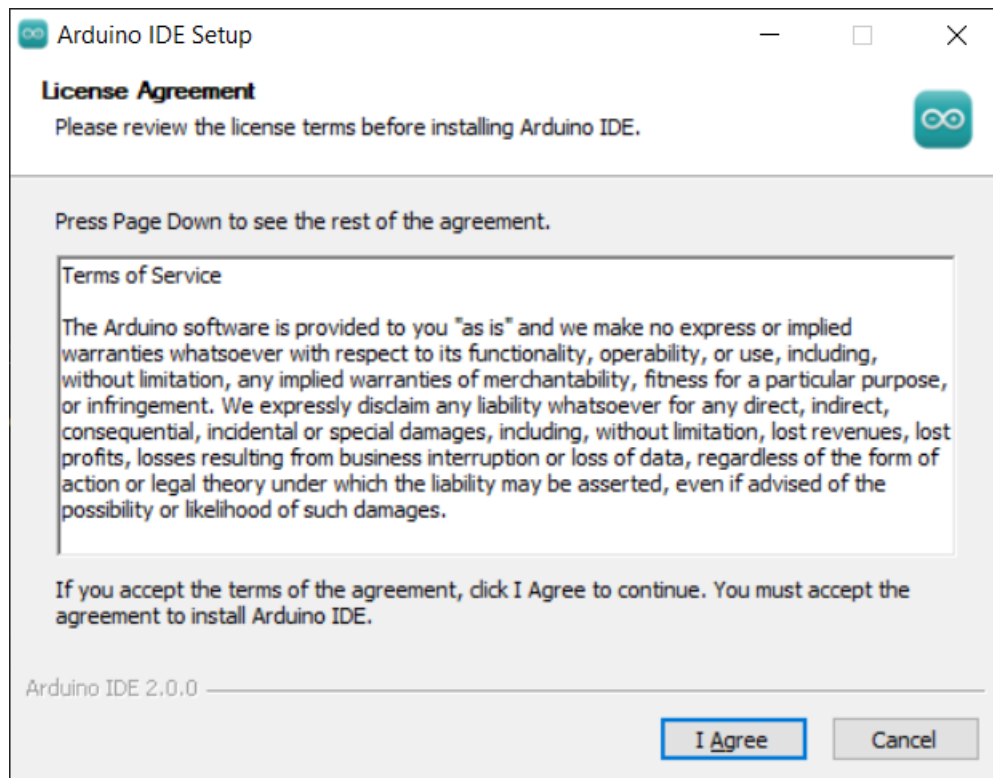 Arduino IDE Setup
License Agreement
Please review the license terms before installing Arduino IDE.
Press Page Down to see the rest of the agreement.
Terms of Service
The Arduino software is provided to you "as is" and we make no express or implied
warranties whatsoever with respect to its functionality, operability, or use, including,
without limitation, any implied warranties of merchantability, fitness for a particular purpose,
or infringement. We expressly disclaim any liability whatsoever for any direct, indirect,
consequential, incidental or special damages, including, without limitation, lost revenues, lost
profits, losses resulting from business interruption or loss of data, regardless of the form of
action or legal theory under which the liability may be asserted, even if advised of the
possibility or likelihood of such damages.
If you accept the terms of the agreement, click I Agree to continue. You must accept the
agreement to install Arduino IDE.
Arduino IDE 2.0.0
I Agree
Cancel